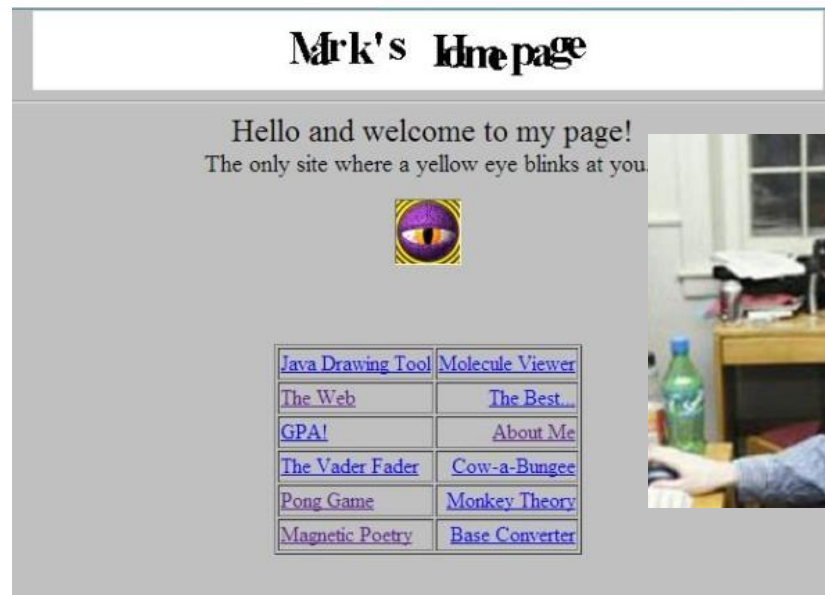 Mark's Home page
Hello and welcome to my page!
The only site where a yellow eye blinks at you.
Java Drawing Tool Molecule Viewer
The Web The Best...
GPA! About Me
The Vader Fader Cow-a-Bungee
Pong Game Monkey Theory
Magnetic Poetry Base Converter